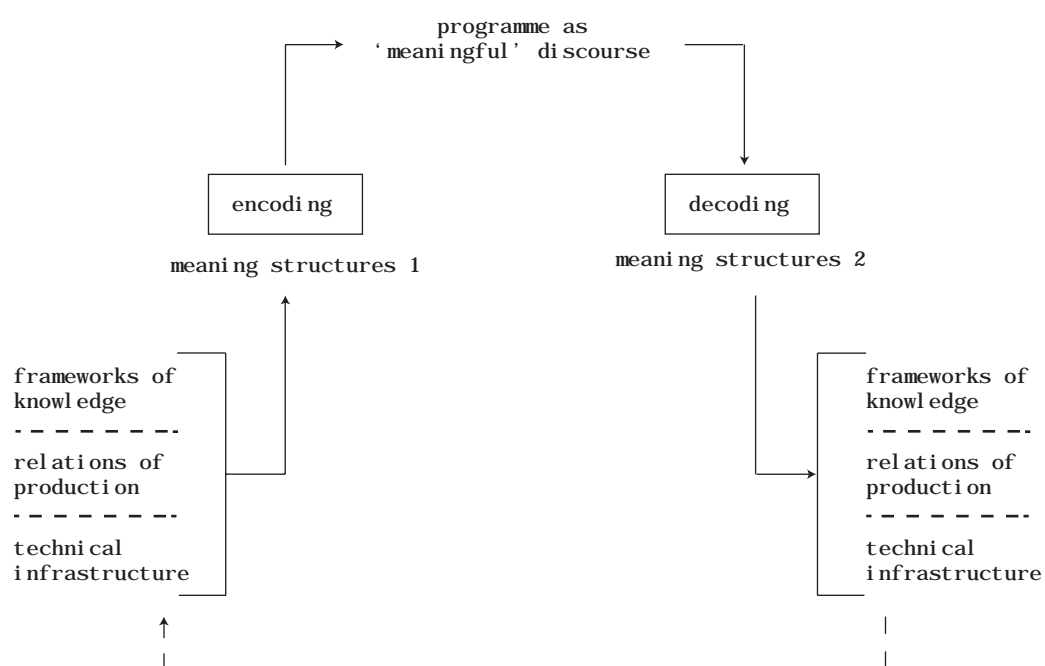 programme as
‘meaningful’ discourse
encoding
decoding
meaning structures 1
meaning structures 2
frameworks of
knowledge
relations of
production
technical
infrastructure
frameworks of
knowledge
relations of
production
technical
infrastructure